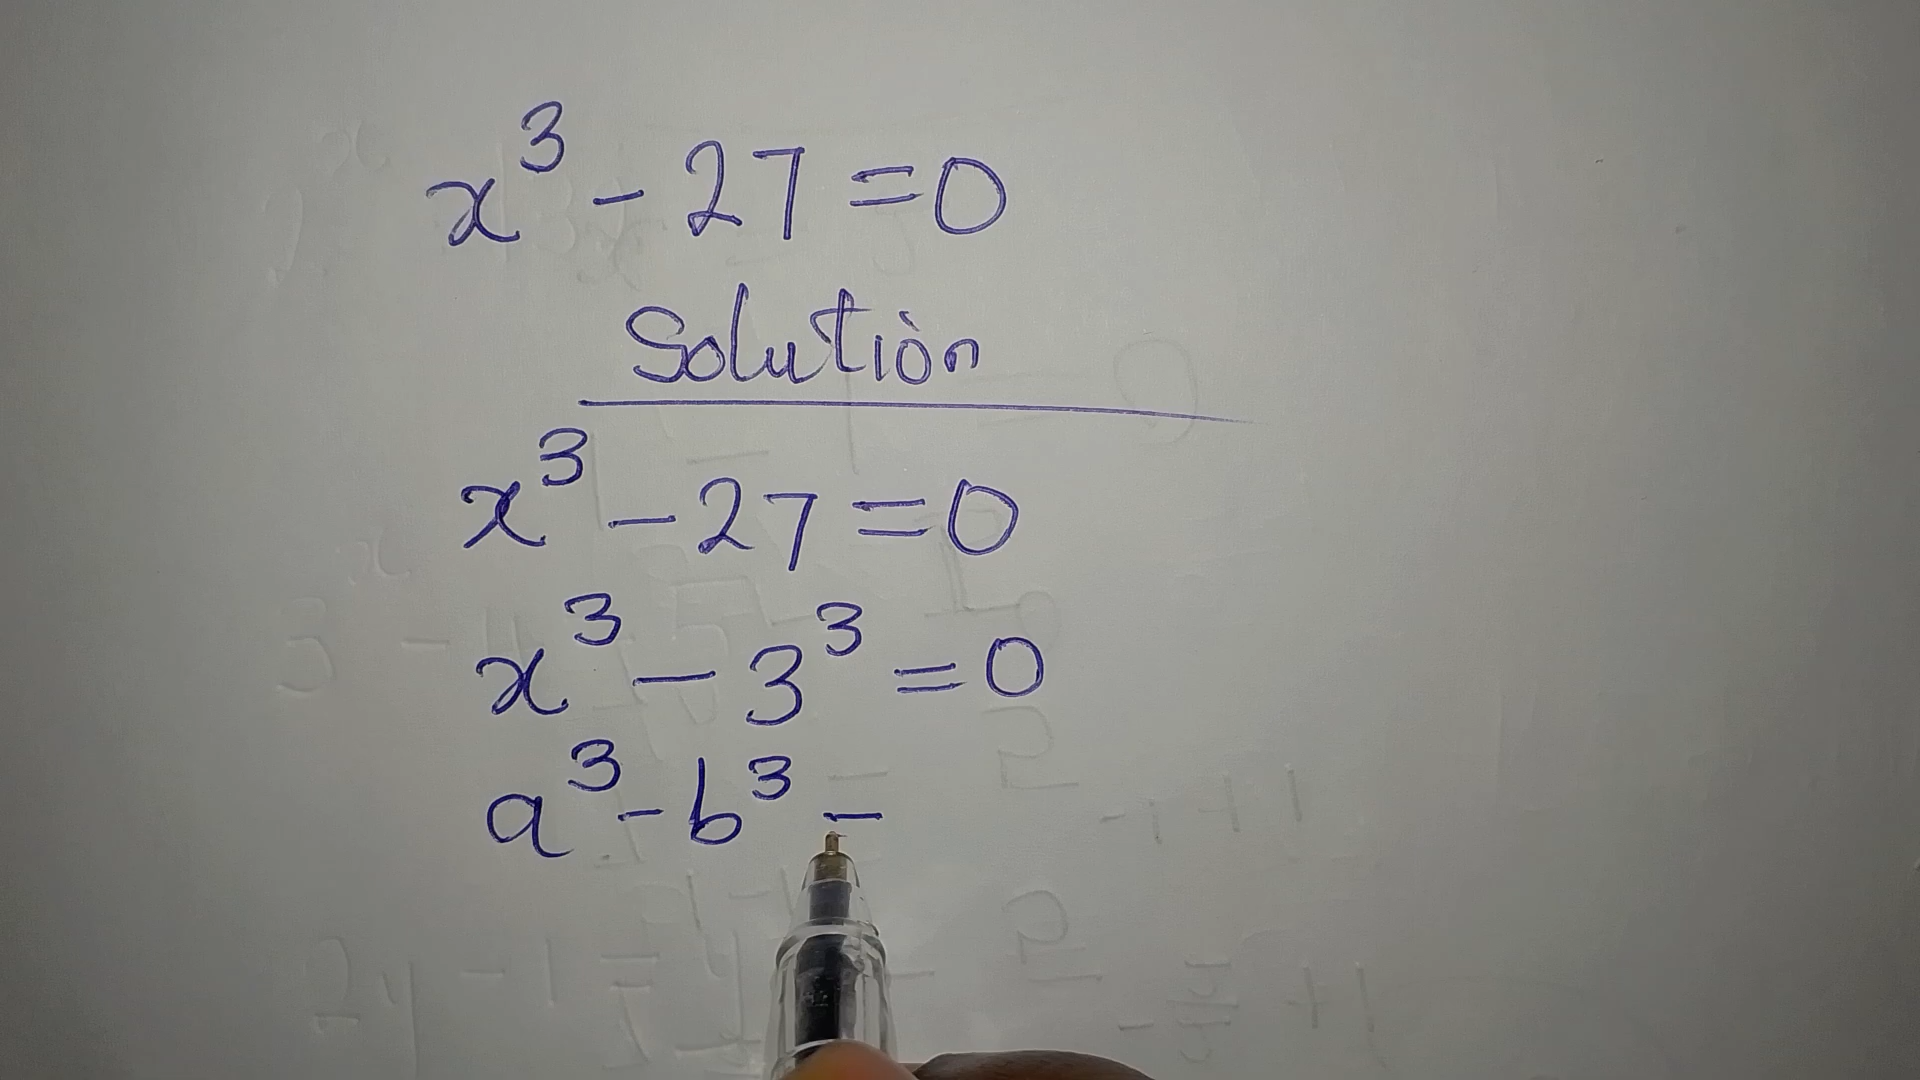 x³ - 27 = 0
Solution
x³ - 27 = 0
x³ - 3³ = 0
a³ - b³ -